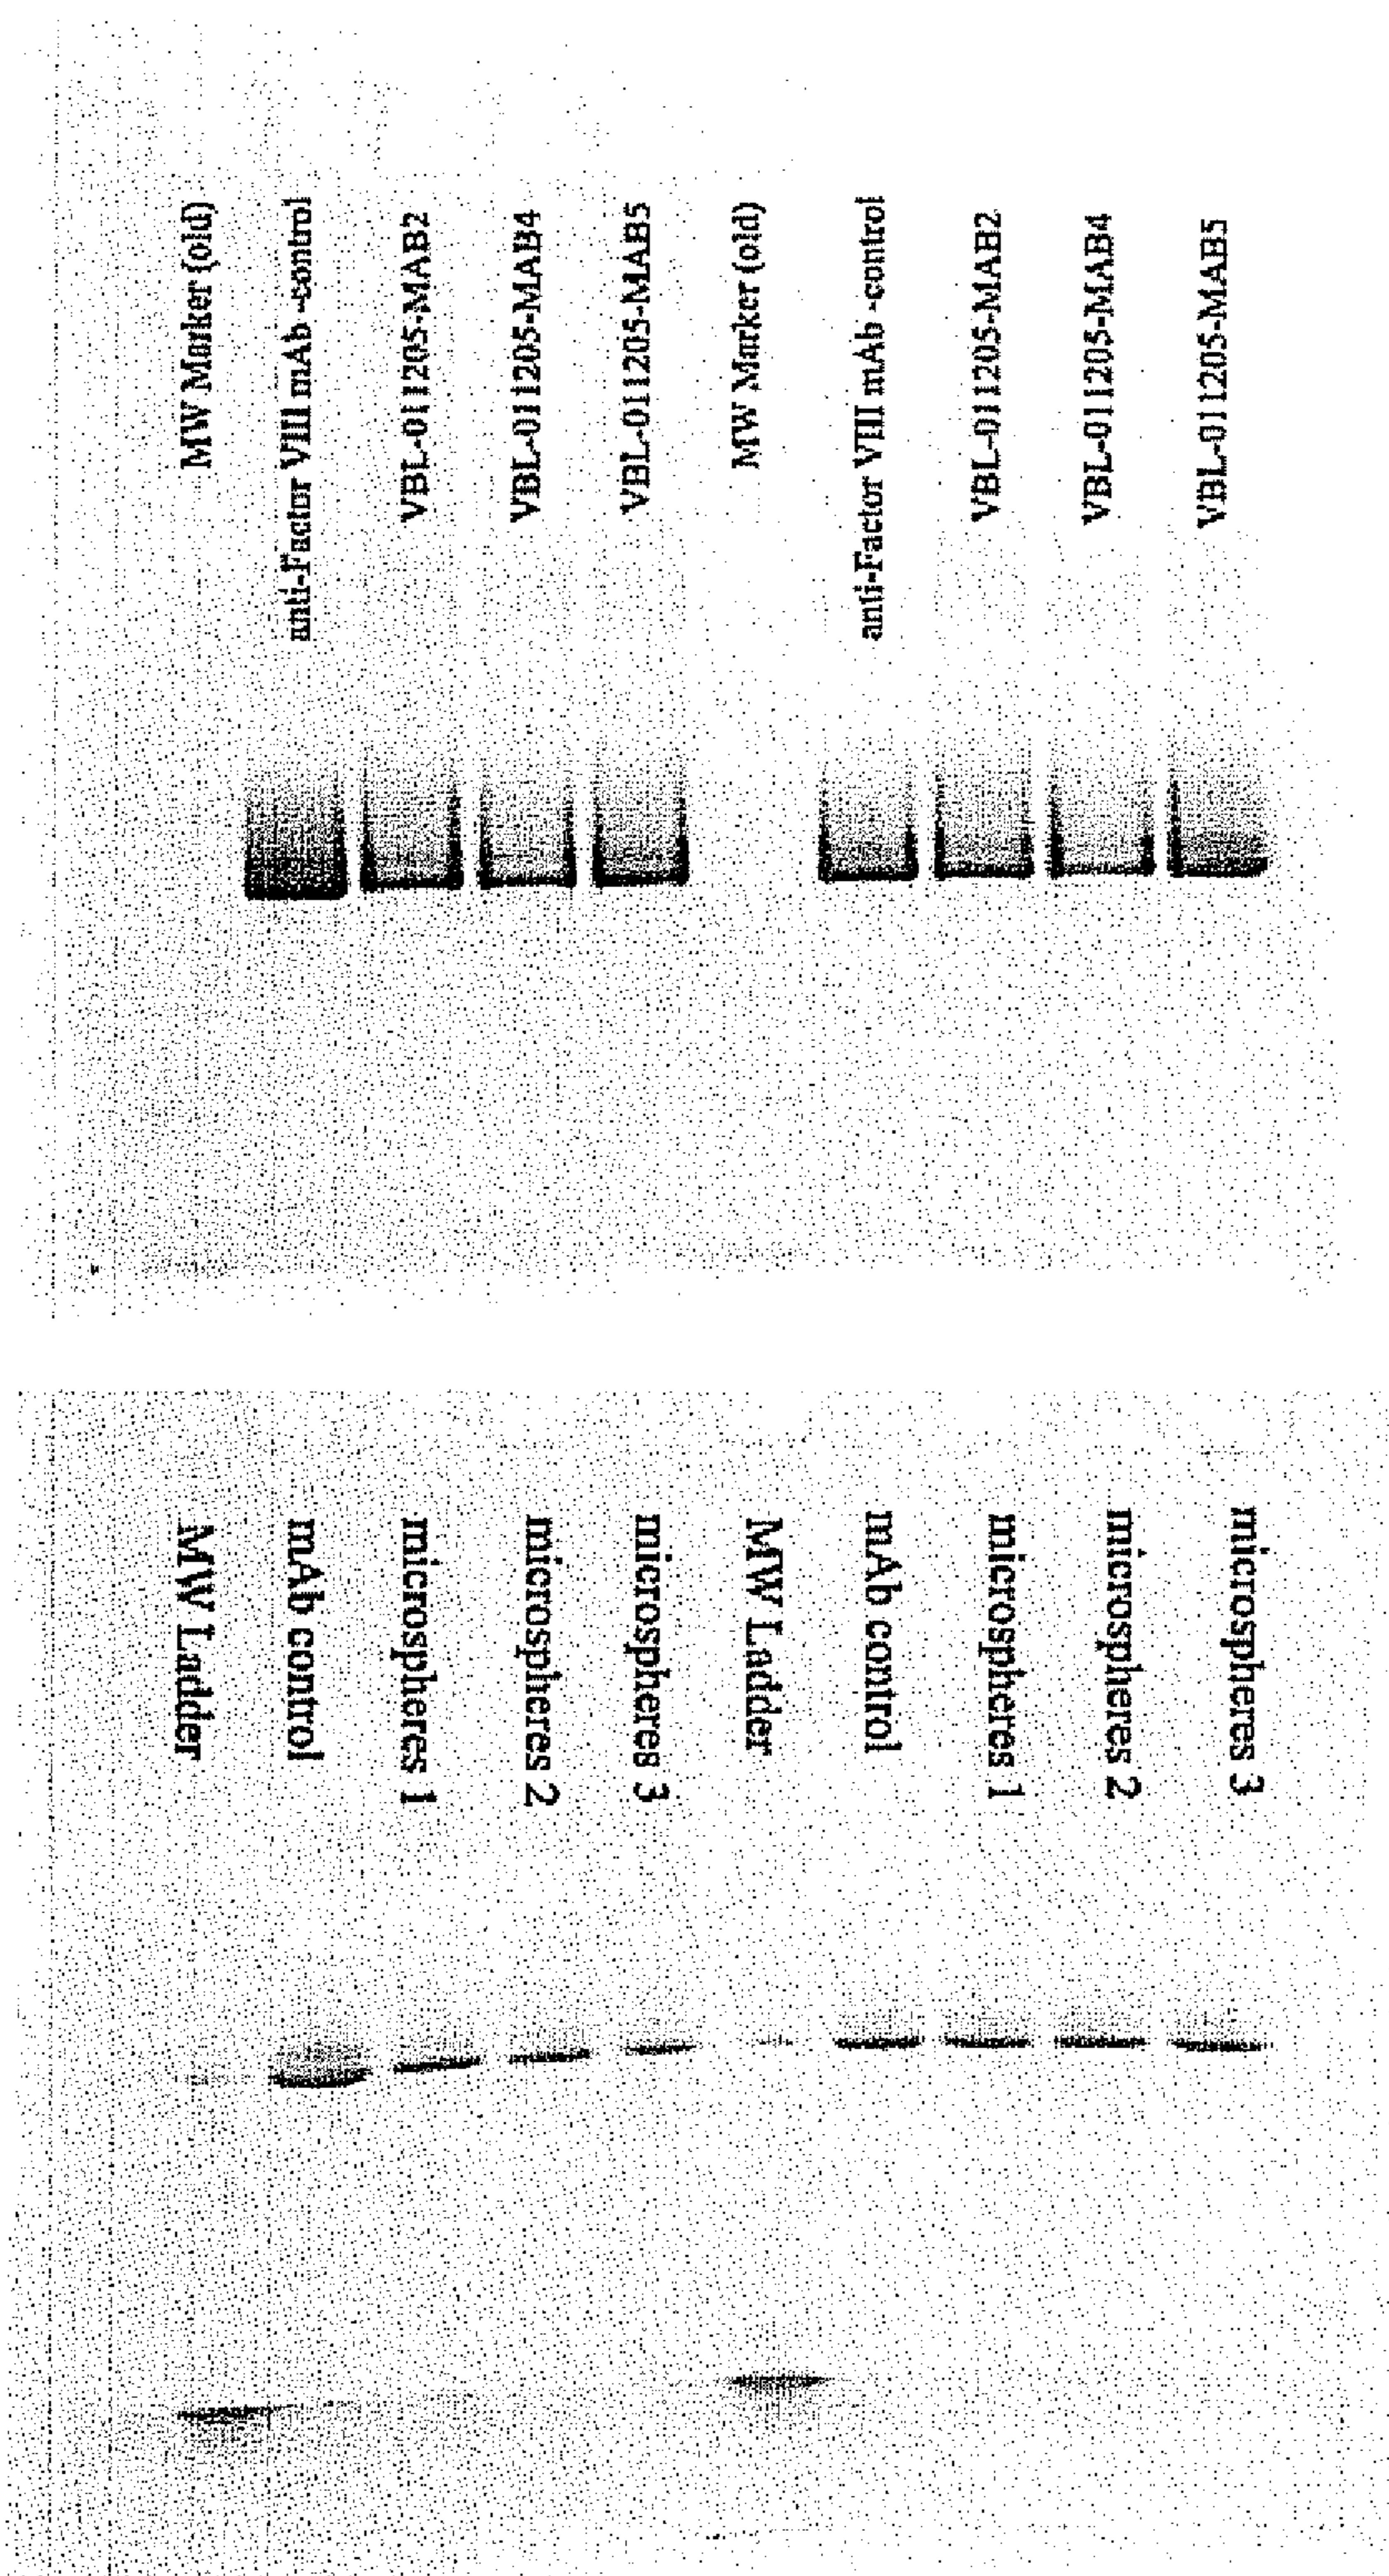 MW Marker (old)
anti-Factor VIII mAb -control
VBL-011205-MAB2
VBL-011205-MAB4
VBL-011205-MAB5
MW Marker (old)
anti-Factor VIII mAb -control
VBL-011205-MAB2
VBL-011205-MAB4
VBL-011205-MAB5
MW Ladder
mAb control
microspheres 1
microspheres 2
microspheres 3
MW Ladder
mAb control
microspheres 1
microspheres 2
microspheres 3